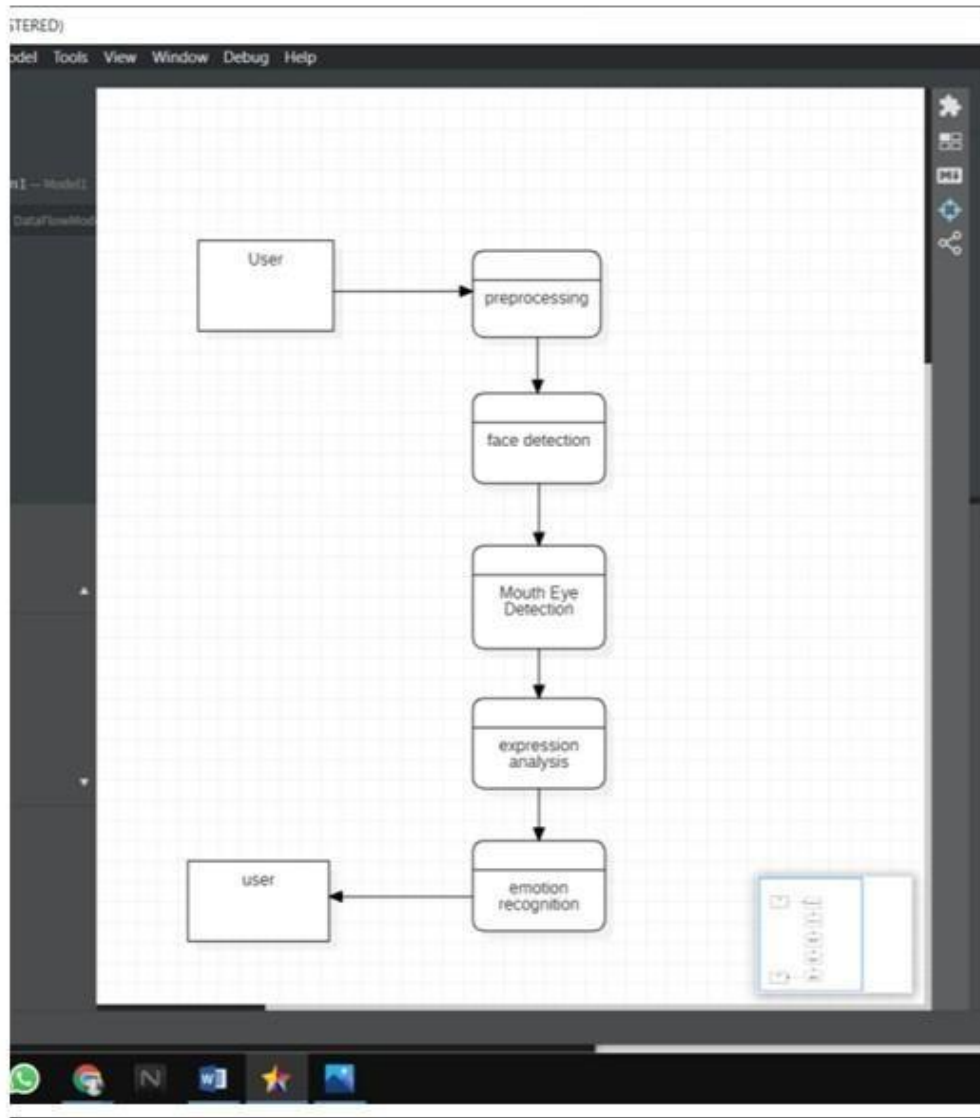 STERED)
odel Tools View Window Debug Help
— Model1
DataFlowMod
User
preprocessing
face detection
Mouth Eye
Detection
expression
analysis
emotion
recognition
user
N
W